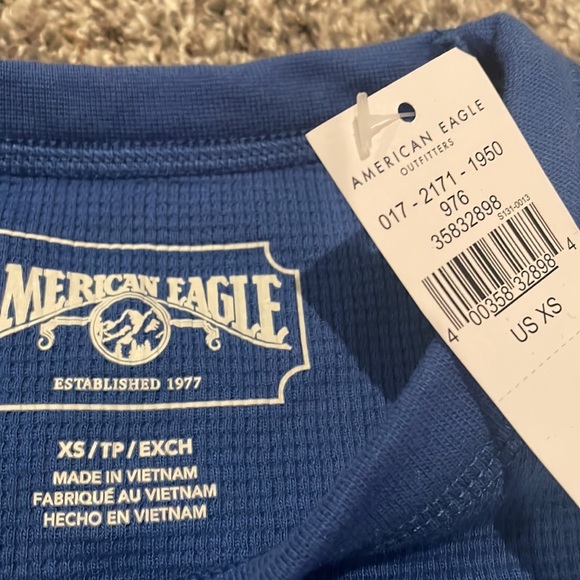 AMERICAN EAGLE
OUTFITTERS
017 - 2171 - 1950
976
35832898
S131-0013
4 00358 32898 4
US XS
MERICAN EAGLE
ESTABLISHED 1977
XS / TP / EXCH
MADE IN VIETNAM
FABRIQUÉ AU VIETNAM
HECHO EN VIETNAM